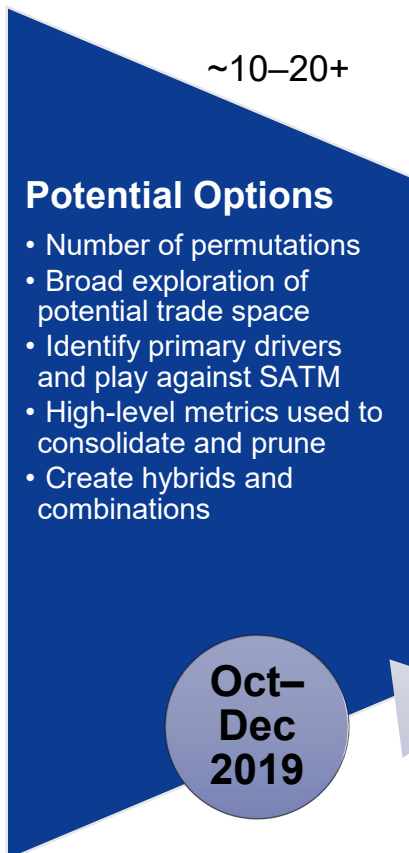 ~10–20+
Potential Options
• Number of permutations
• Broad exploration of
potential trade space
• Identify primary drivers
and play against SATM
• High-level metrics used to
consolidate and prune
• Create hybrids and
combinations
Oct–
Dec
2019